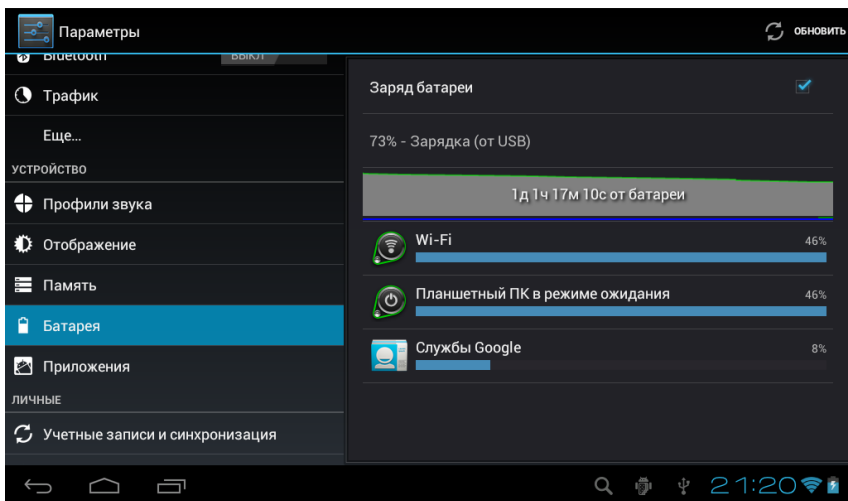 Параметры
ОБНОВИТЬ
Bluetooth
ВЫКЛ
Трафик
Еще...
УСТРОЙСТВО
Профили звука
Отображение
Память
Батарея
Приложения
ЛИЧНЫЕ
Учетные записи и синхронизация
Заряд батареи
73% - Зарядка (от USB)
1д 1ч 17м 10с от батареи
Wi-Fi
46%
Планшетный ПК в режиме ожидания
46%
Службы Google
8%
21:20